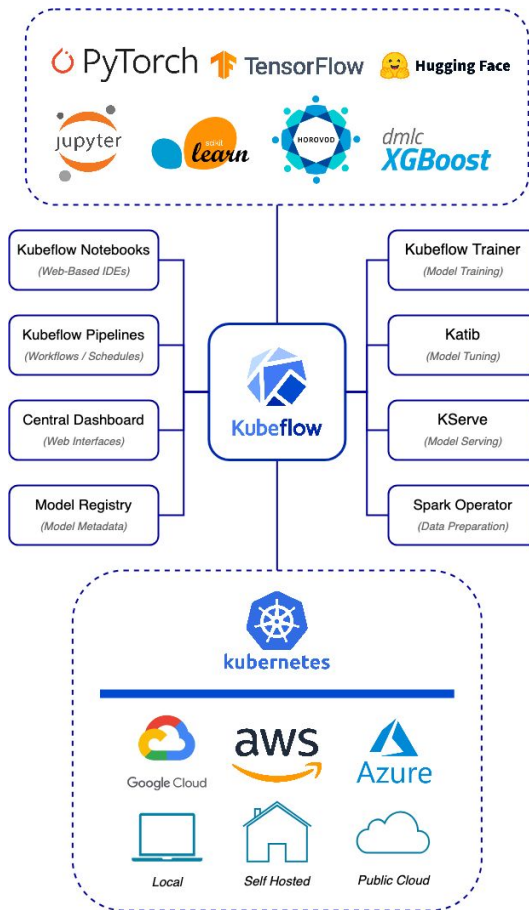 PyTorch
TensorFlow
Hugging Face
jupyter
scikit
learn
HOROVOD
dmlc
XGBoost
Kubeflow Notebooks
(Web-Based IDEs)
Kubeflow Pipelines
(Workflows / Schedules)
Central Dashboard
(Web Interfaces)
Model Registry
(Model Metadata)
Kubeflow
Kubeflow Trainer
(Model Training)
Katib
(Model Tuning)
KServe
(Model Serving)
Spark Operator
(Data Preparation)
kubernetes
Google Cloud
aws
Azure
Local
Self Hosted
Public Cloud